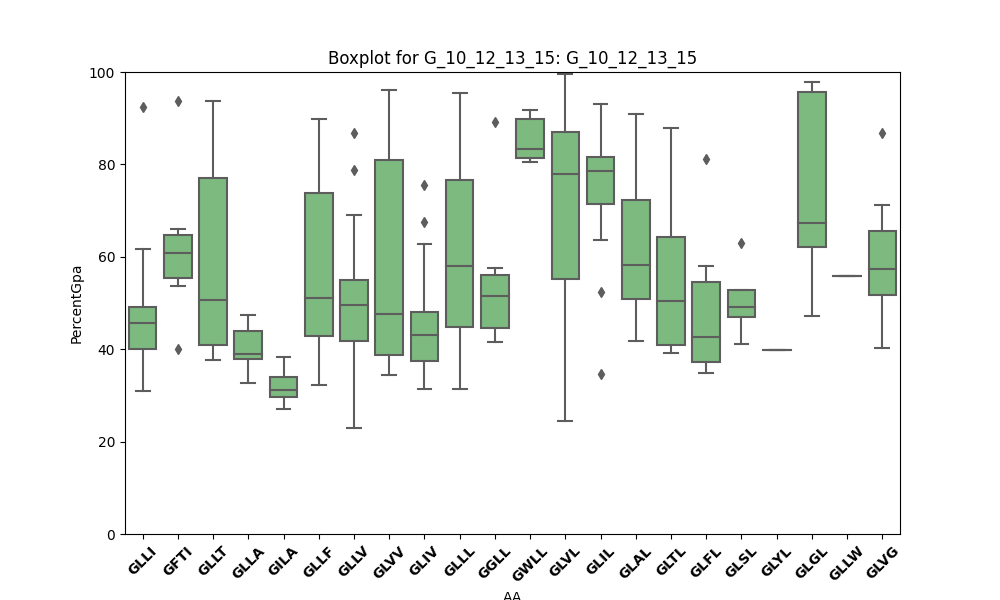 Boxplot for G_10_12_13_15: G_10_12_13_15
100
80
60
40
20
0
PercentGpa
GLLI GFTI GLLT GLLA GILA GLLF GLLV GLVV GLIV GLLL GGLL GWLL GLVL GLIL GLAL GLTL GLFL GLSL GLYL GLGL GLLW GLVG
AA